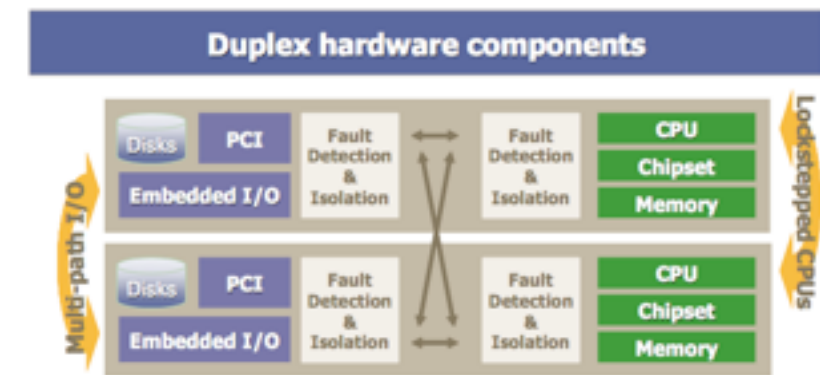 Duplex hardware components
Multi-path I/O
Disks
PCI
Embedded I/O
Fault
Detection
&
Isolation
Fault
Detection
&
Isolation
CPU
Chipset
Memory
Lockstepped CPUs
Disks
PCI
Embedded I/O
Fault
Detection
&
Isolation
Fault
Detection
&
Isolation
CPU
Chipset
Memory